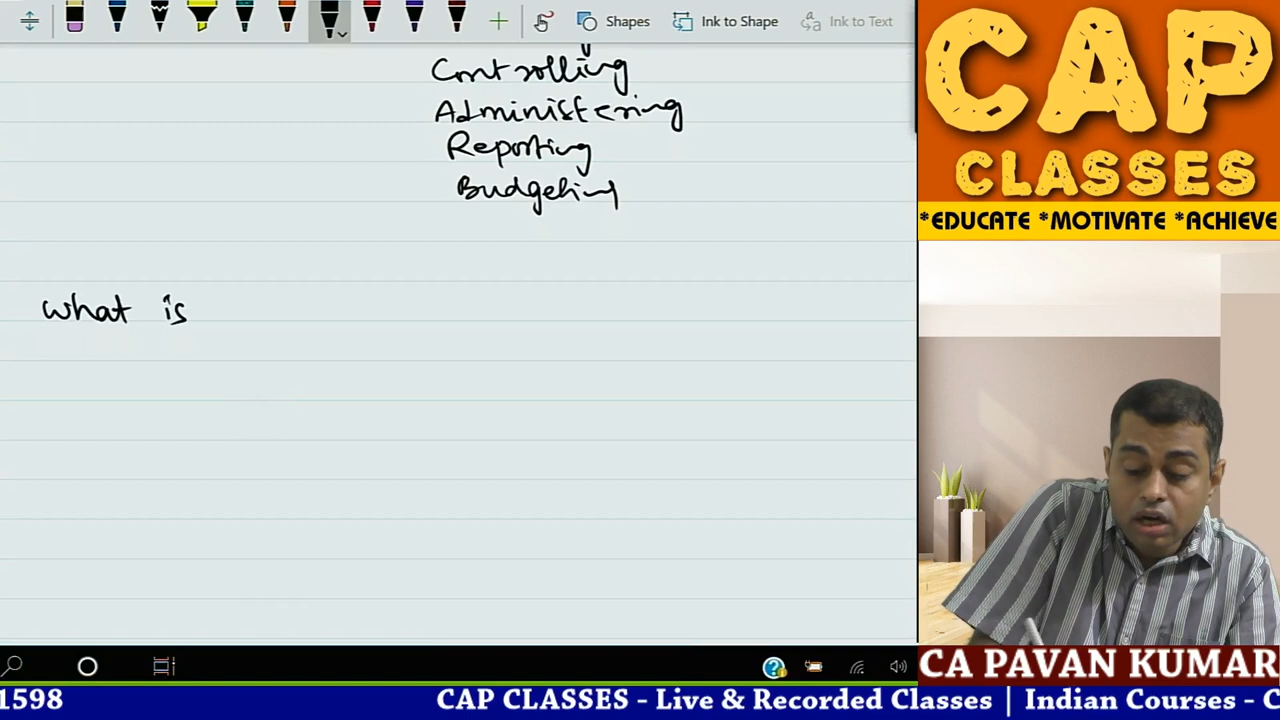 Shapes
Ink to Shape
Ink to Text
Controlling
Administering
Reporting
Budgeting
What is
CAP
CLASSES
*EDUCATE *MOTIVATE *ACHIEVE
CA PAVAN KUMAR
1598 CAP CLASSES - Live & Recorded Classes | Indian Courses - C